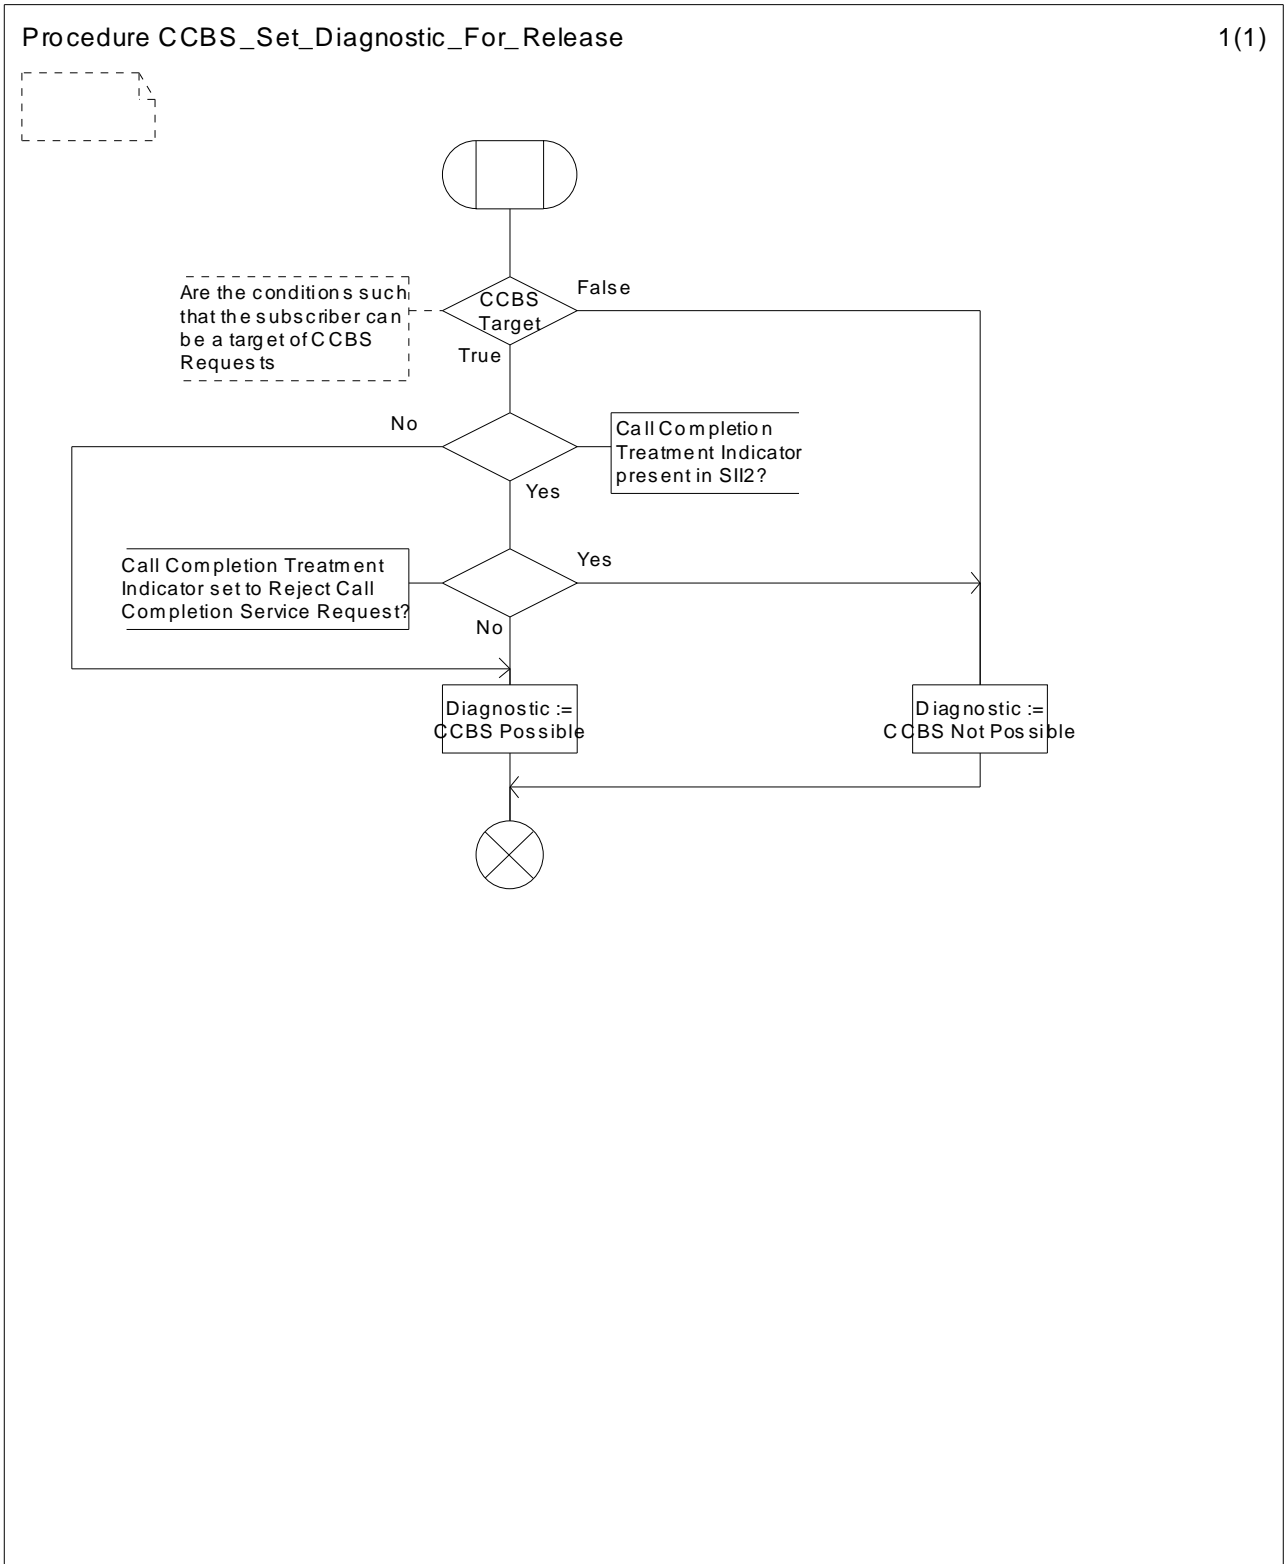 Procedure CCBS_Set_Diagnostic_For_Release
1(1)
Are the conditions such
that the subscriber can
be a target of CCBS
Requests
CCBS
Target
False
True
No
Call Completion
Treatment Indicator
present in SII2?
Yes
Call Completion Treatment
Indicator set to Reject Call
Completion Service Request?
Yes
No
Diagnostic :=
CCBS Possible
Diagnostic :=
CCBS Not Possible